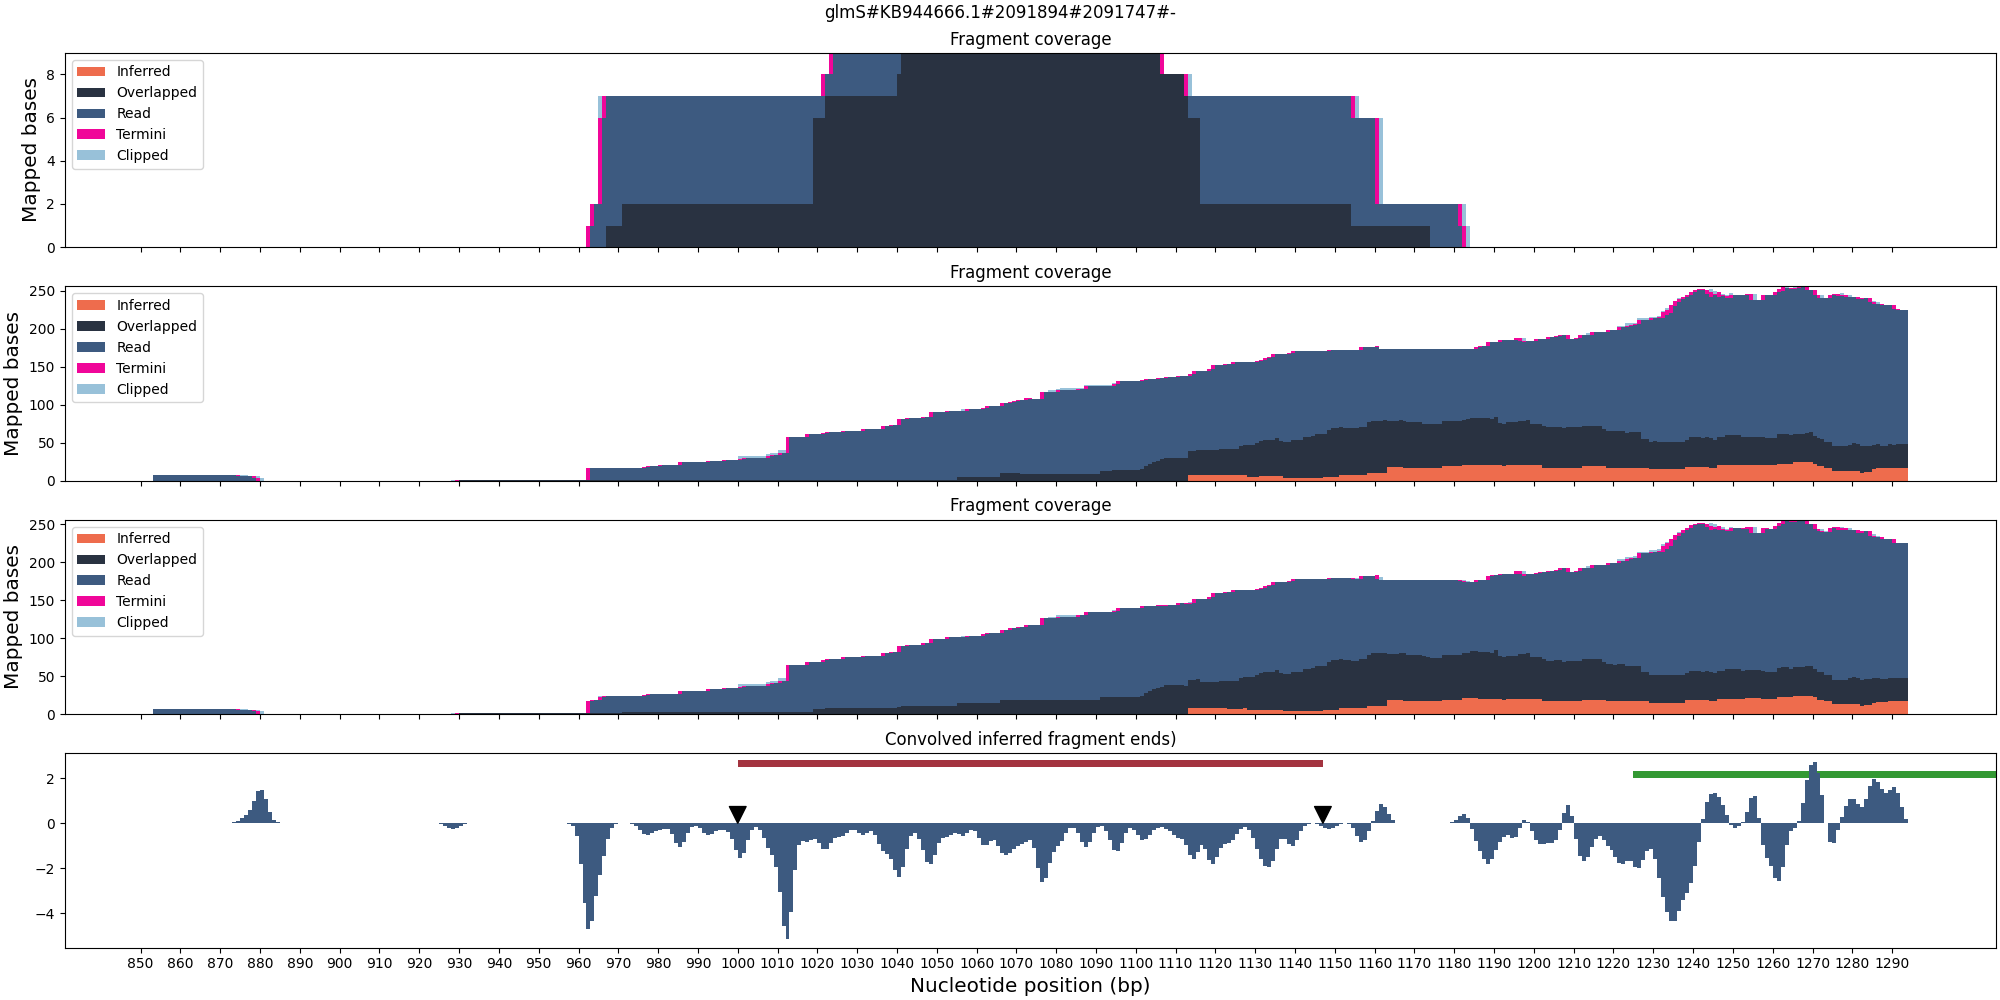 glmS#KB944666.1#2091894#2091747#-
Fragment coverage
Mapped bases
8
6
4
2
0
Inferred
Overlapped
Read
Termini
Clipped
Fragment coverage
Mapped bases
250
200
150
100
50
0
Inferred
Overlapped
Read
Termini
Clipped
Fragment coverage
Mapped bases
250
200
150
100
50
0
Inferred
Overlapped
Read
Termini
Clipped
Convolved inferred fragment ends)
2
0
−2
−4
850 860 870 880 890 900 910 920 930 940 950 960 970 980 990 1000 1010 1020 1030 1040 1050 1060 1070 1080 1090 1100 1110 1120 1130 1140 1150 1160 1170 1180 1190 1200 1210 1220 1230 1240 1250 1260 1270 1280 1290
Nucleotide position (bp)